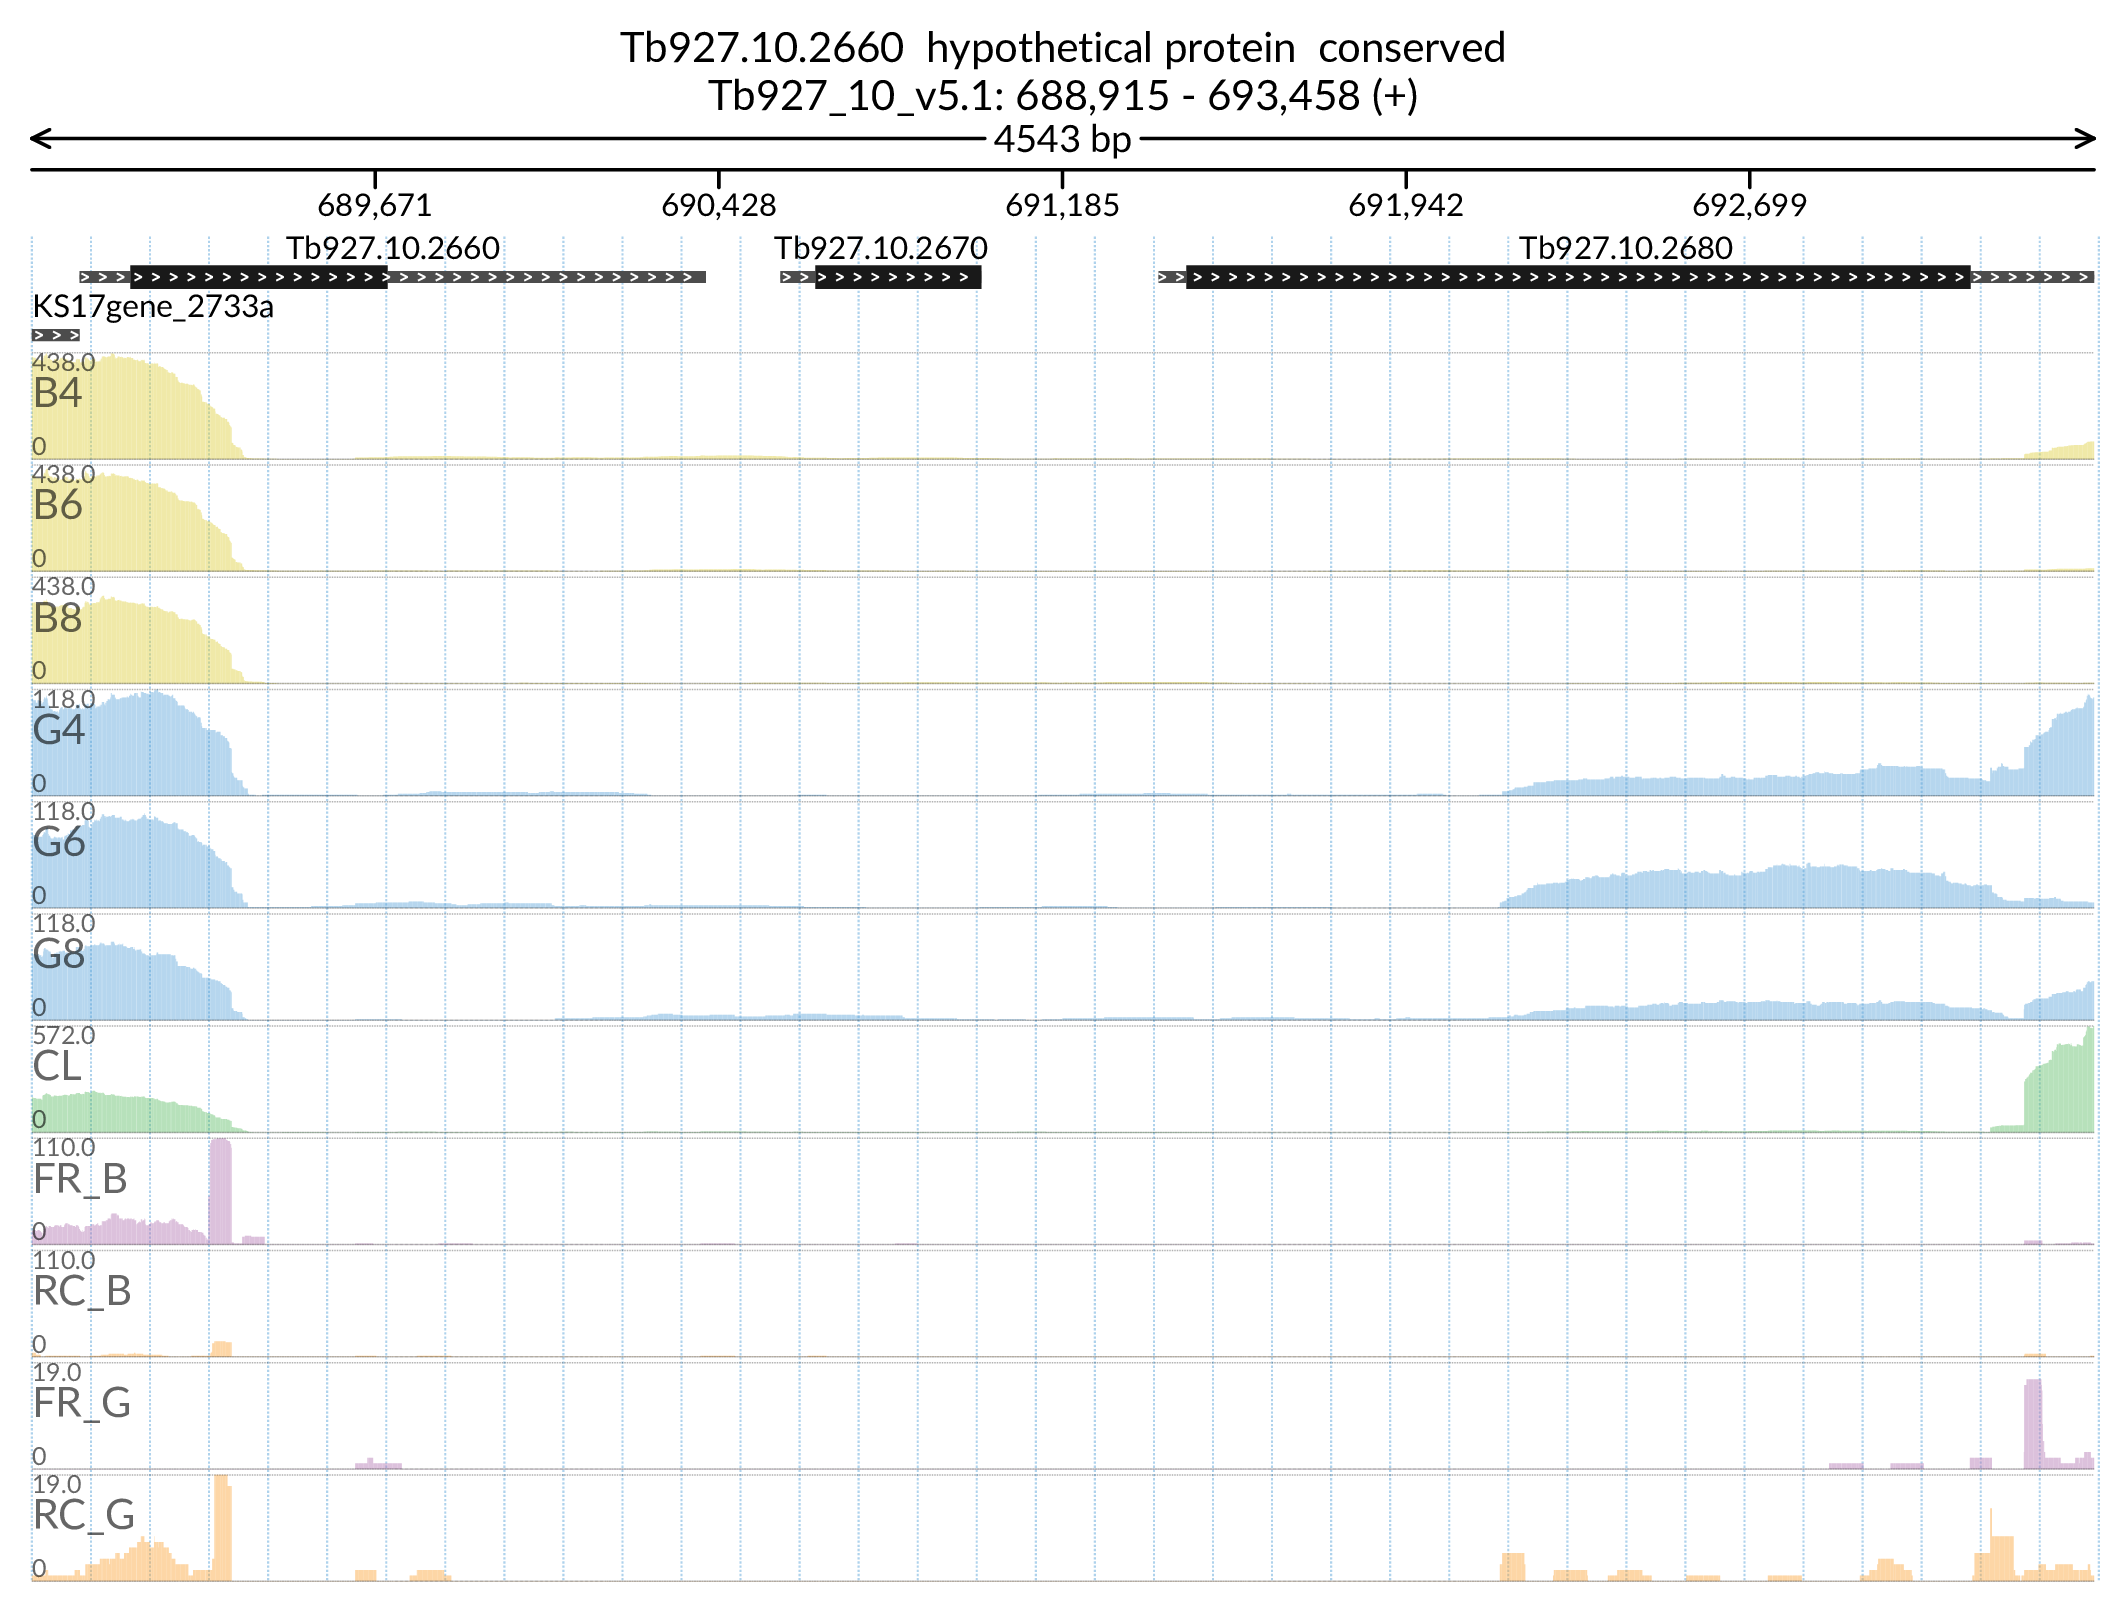 Tb927.10.2660 hypothetical protein conserved
Tb927_10_v5.1: 688,915 - 693,458 (+)
4543 bp
689,671 690,428 691,185 691,942 692,699
Tb927.10.2660 Tb927.10.2670 Tb927.10.2680
KS17gene_2733a
438.0
B4
0
438.0
B6
0
438.0
B8
0
118.0
G4
0
118.0
G6
0
118.0
G8
0
572.0
CL
0
110.0
FR_B
0
110.0
RC_B
0
19.0
FR_G
0
19.0
RC_G
0